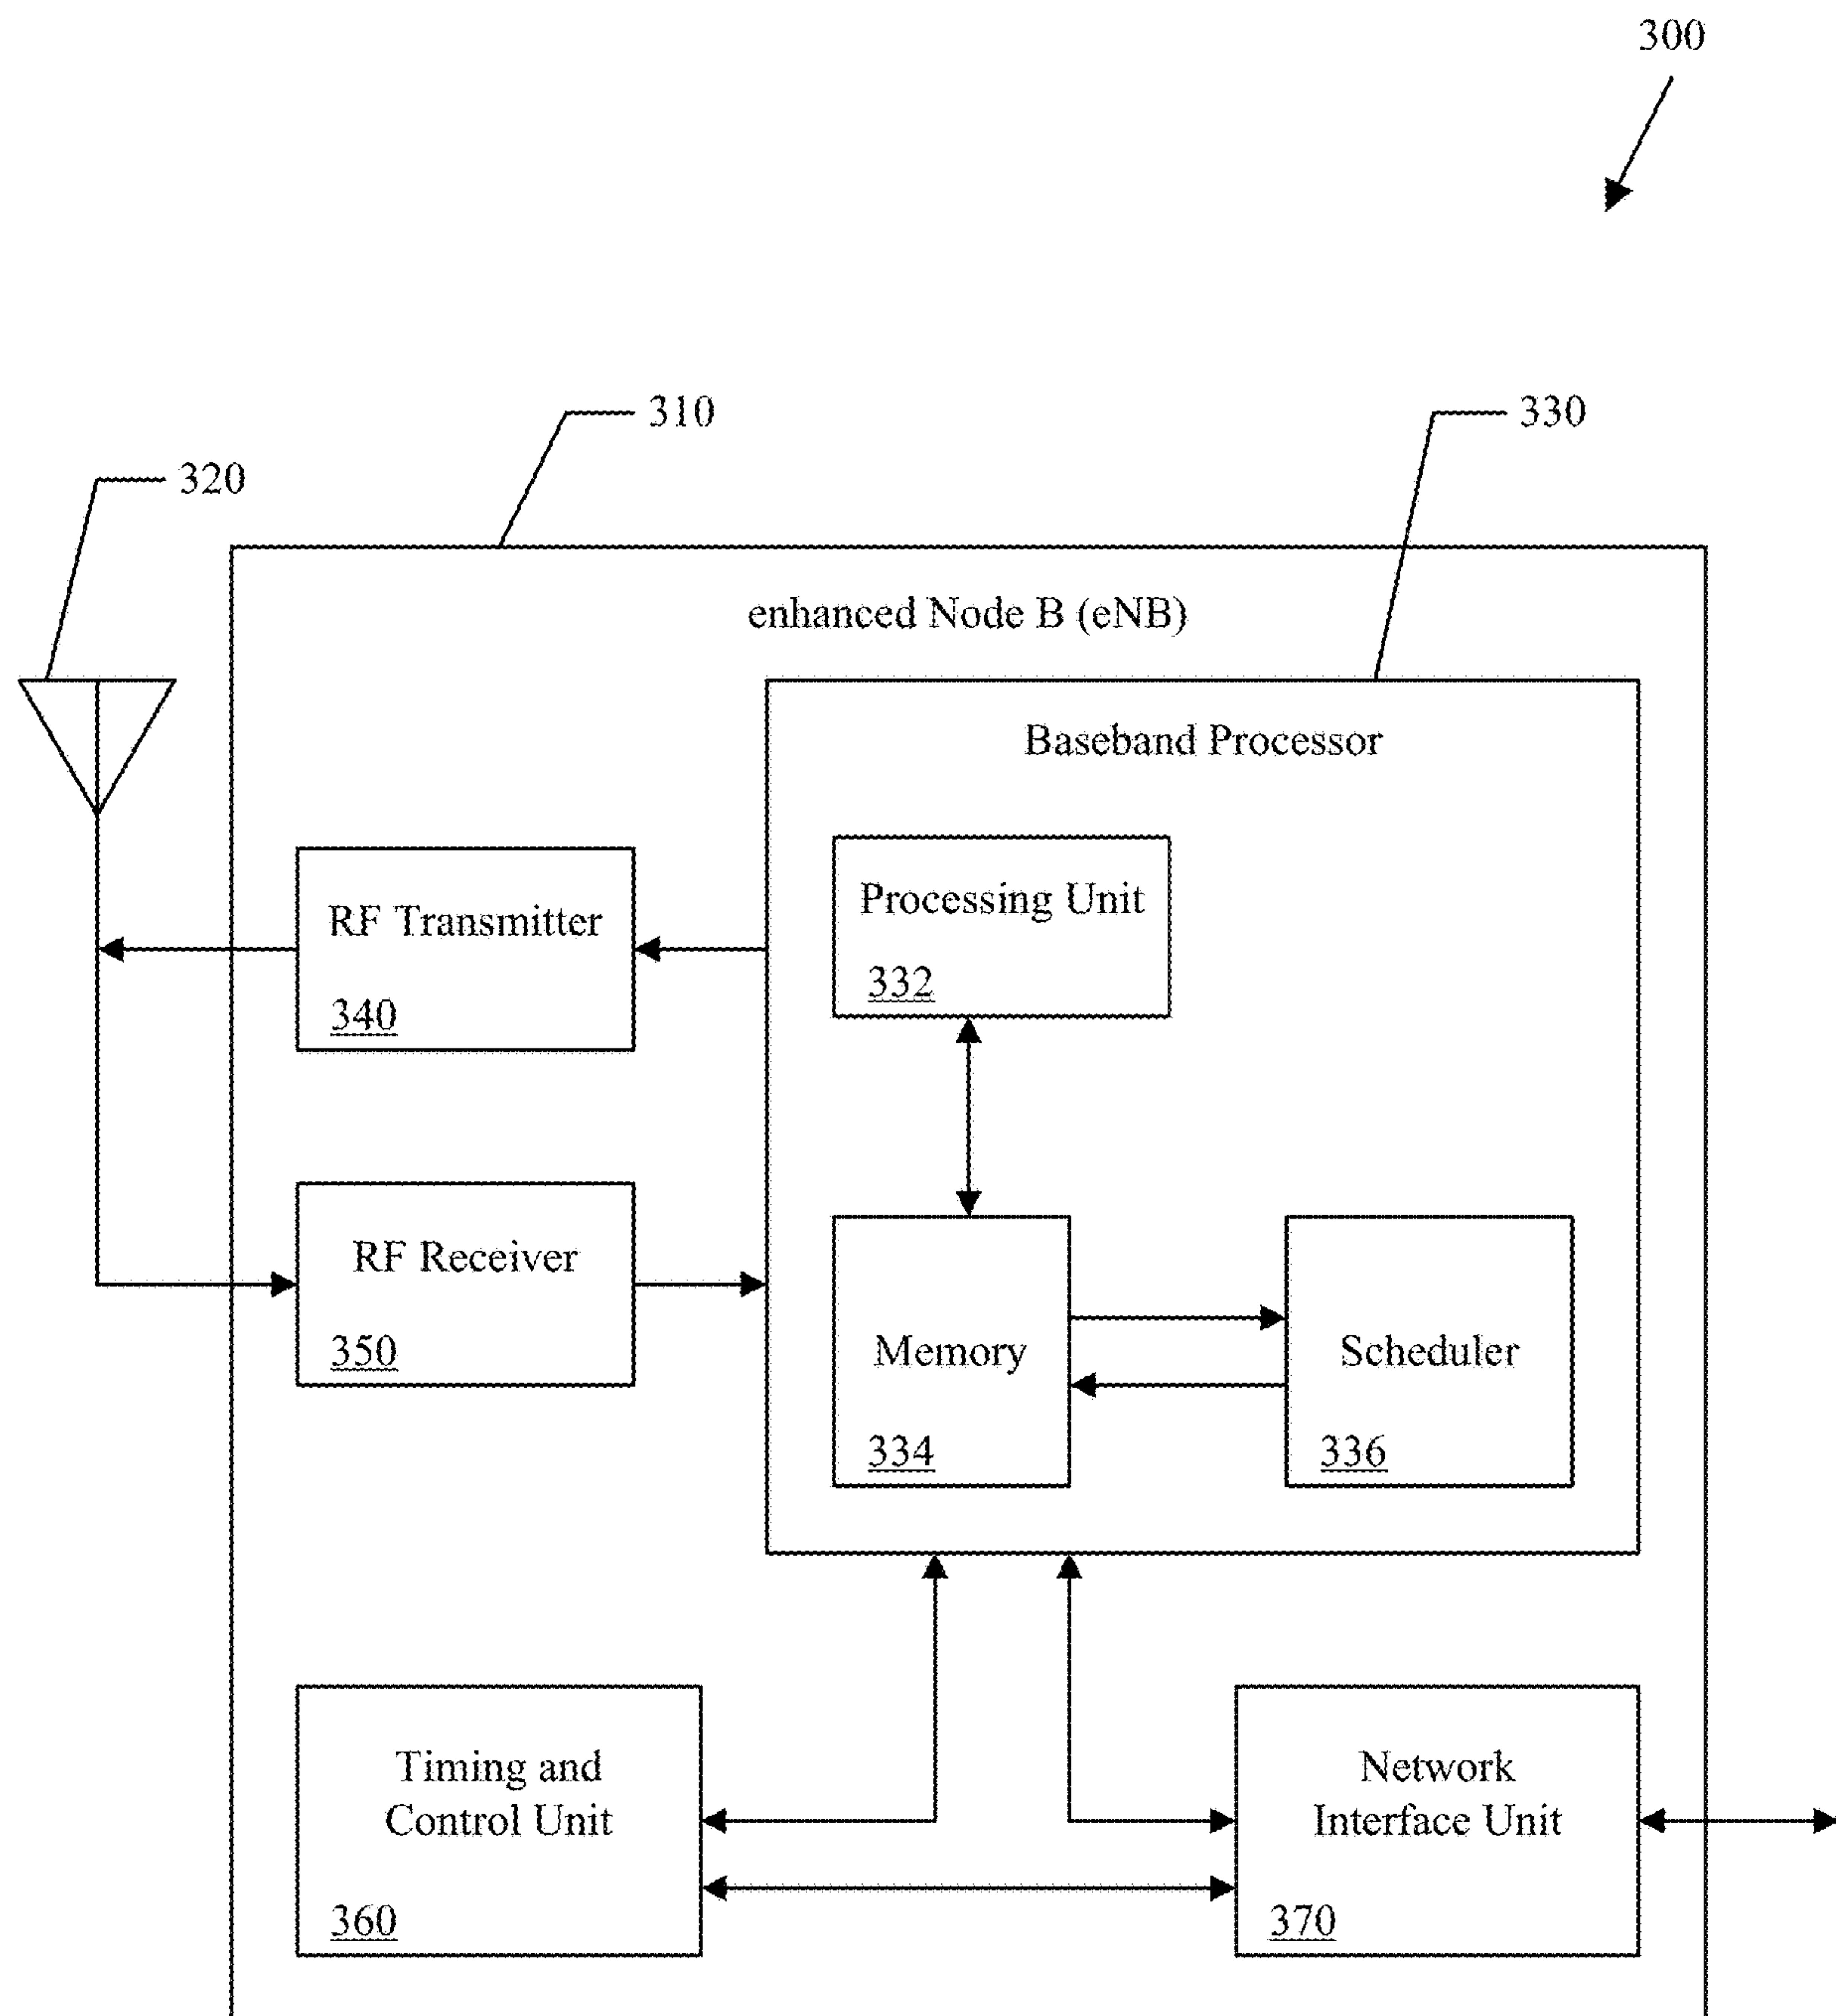 300
310
330
320
enhanced Node B (eNB)
Baseband Processor
Processing Unit
332
RF Transmitter
340
RF Receiver
350
Memory
334
Scheduler
336
Timing and
Control Unit
360
Network
Interface Unit
370